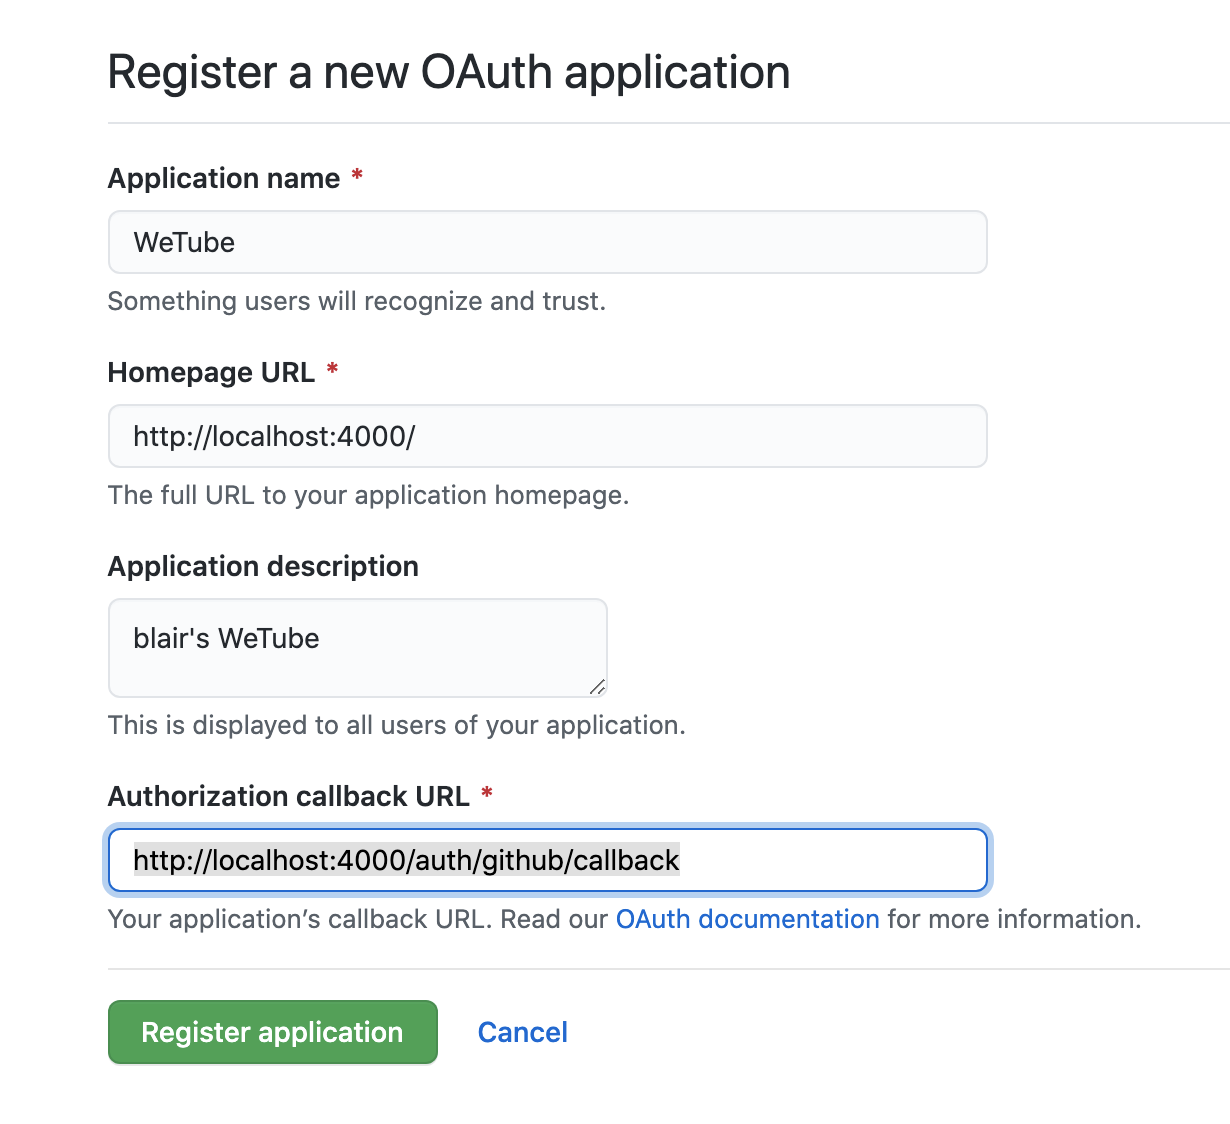 Register a new OAuth application
Application name *
WeTube
Something users will recognize and trust.
Homepage URL *
http://localhost:4000/
The full URL to your application homepage.
Application description
blair's WeTube
This is displayed to all users of your application.
Authorization callback URL *
http://localhost:4000/auth/github/callback
Your application’s callback URL. Read our OAuth documentation for more information.
Register application Cancel